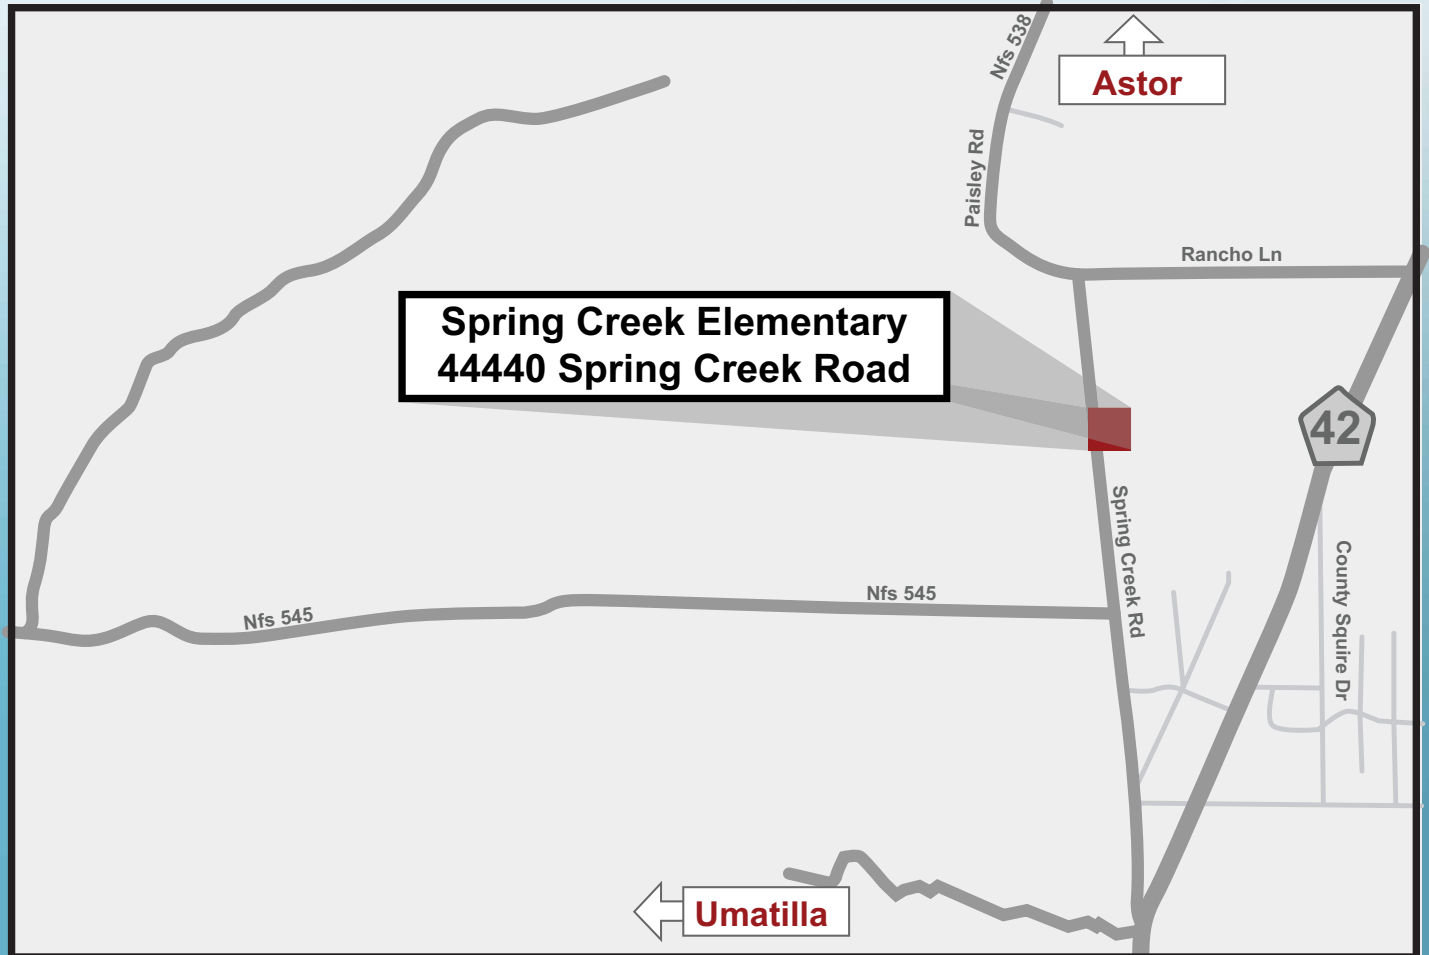 Nfs 538
Astor
Paisley Rd
Rancho Ln
Spring Creek Elementary
44440 Spring Creek Road
42
Spring Creek Rd
County Squire Dr
Nfs 545
Nfs 545
Umatilla